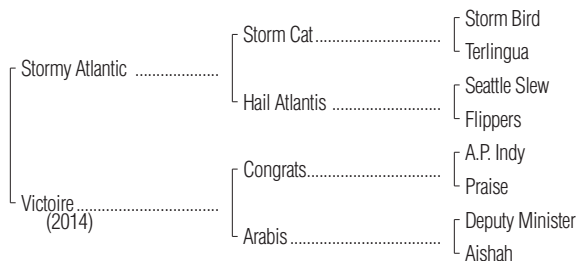 Storm Bird
Storm Cat
Terlingua
Stormy Atlantic
Seattle Slew
Hail Atlantis
Flippers
A.P. Indy
Congrats
Praise
Victoire
(2014)
Deputy Minister
Arabis
Aishah